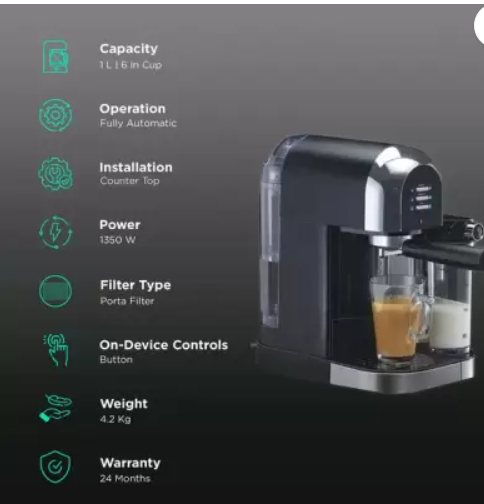 Capacity
1 L | 6 in Cup
Operation
Fully Automatic
Installation
Counter Top
Power
1350 W
Filter Type
Porta Filter
On-Device Controls
Button
Weight
4.2 Kg
Warranty
24 Months